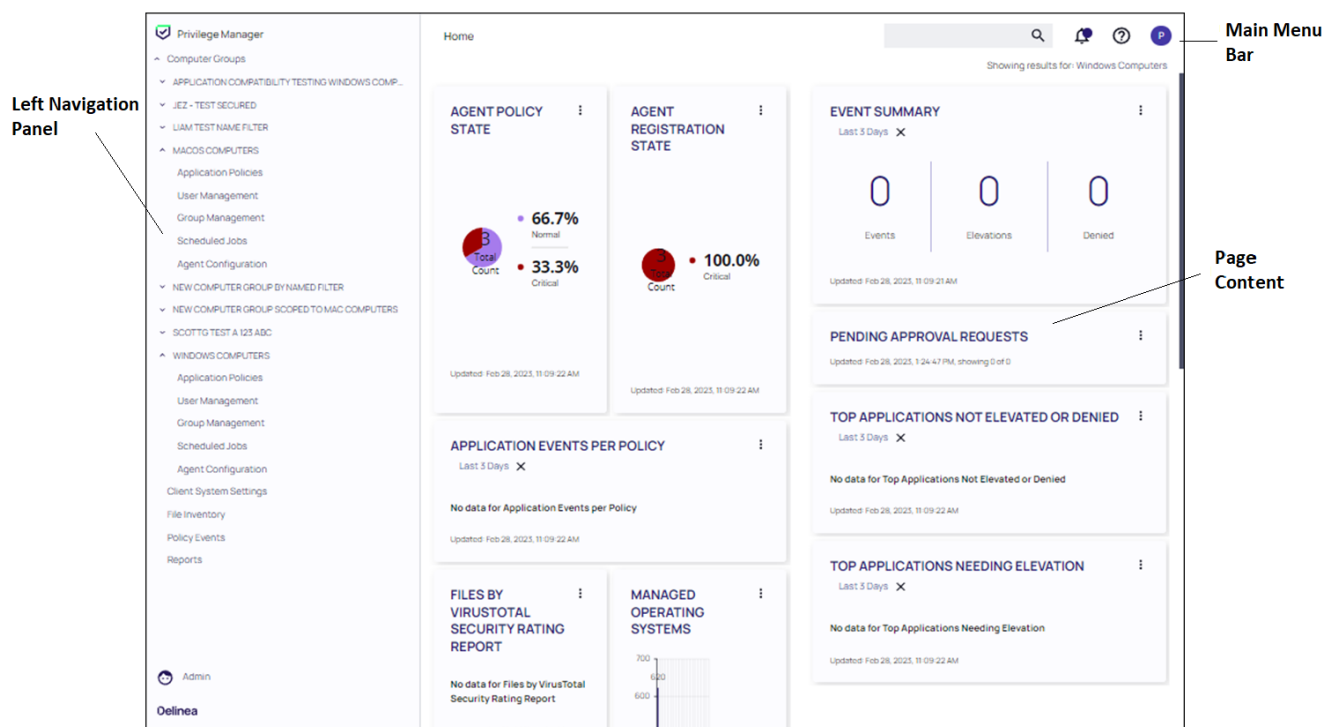 Left Navigation
Panel
Privilege Manager
Computer Groups
APPLICATION COMPATIBILITY TESTING WINDOWS COMP...
JEZ - TEST SECURED
LIAM TEST NAME FILTER
MACOS COMPUTERS
Application Policies
User Management
Group Management
Scheduled Jobs
Agent Configuration
NEW COMPUTER GROUP BY NAMED FILTER
NEW COMPUTER GROUP SCOPED TO MAC COMPUTERS
SCOTTG TEST A 123 ABC
WINDOWS COMPUTERS
Application Policies
User Management
Group Management
Scheduled Jobs
Agent Configuration
Client System Settings
File Inventory
Policy Events
Reports
Admin
Delinea
Home
P
Main Menu
Bar
Showing results for: Windows Computers
AGENT POLICY
STATE
3
Total
Count
66.7%
Normal
33.3%
Critical
Updated: Feb 28, 2023, 11:09:22 AM
AGENT
REGISTRATION
STATE
3
Total
Count
100.0%
Critical
Updated: Feb 28, 2023, 11:09:22 AM
EVENT SUMMARY
Last 3 Days
0 0 0
Events Elevations Denied
Updated: Feb 28, 2023, 11:09:21 AM
Page
Content
PENDING APPROVAL REQUESTS
Updated: Feb 28, 2023, 1:24:47 PM, showing 0 of 0
APPLICATION EVENTS PER POLICY
Last 3 Days
No data for Application Events per Policy
Updated: Feb 28, 2023, 11:09:22 AM
TOP APPLICATIONS NOT ELEVATED OR DENIED
Last 3 Days
No data for Top Applications Not Elevated or Denied
Updated: Feb 28, 2023, 11:09:22 AM
FILES BY
VIRUSTOTAL
SECURITY RATING
REPORT
No data for Files by VirusTotal
Security Rating Report
MANAGED
OPERATING
SYSTEMS
700
620
600
TOP APPLICATIONS NEEDING ELEVATION
Last 3 Days
No data for Top Applications Needing Elevation
Updated: Feb 28, 2023, 11:09:22 AM